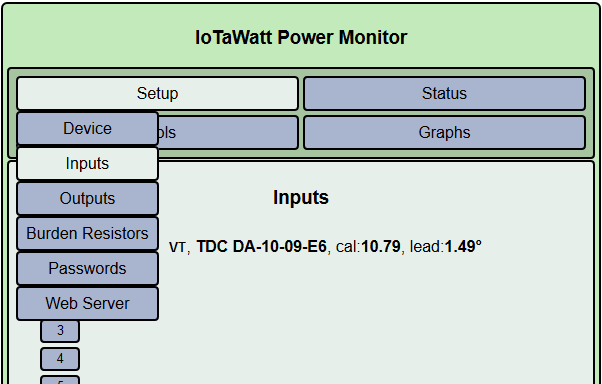 IoTaWatt Power Monitor
Setup Status
Device
ols Graphs
Inputs
Outputs Inputs
Burden Resistors
VT, TDC DA-10-09-E6, cal:10.79, lead:1.49°
Passwords
Web Server
3
4